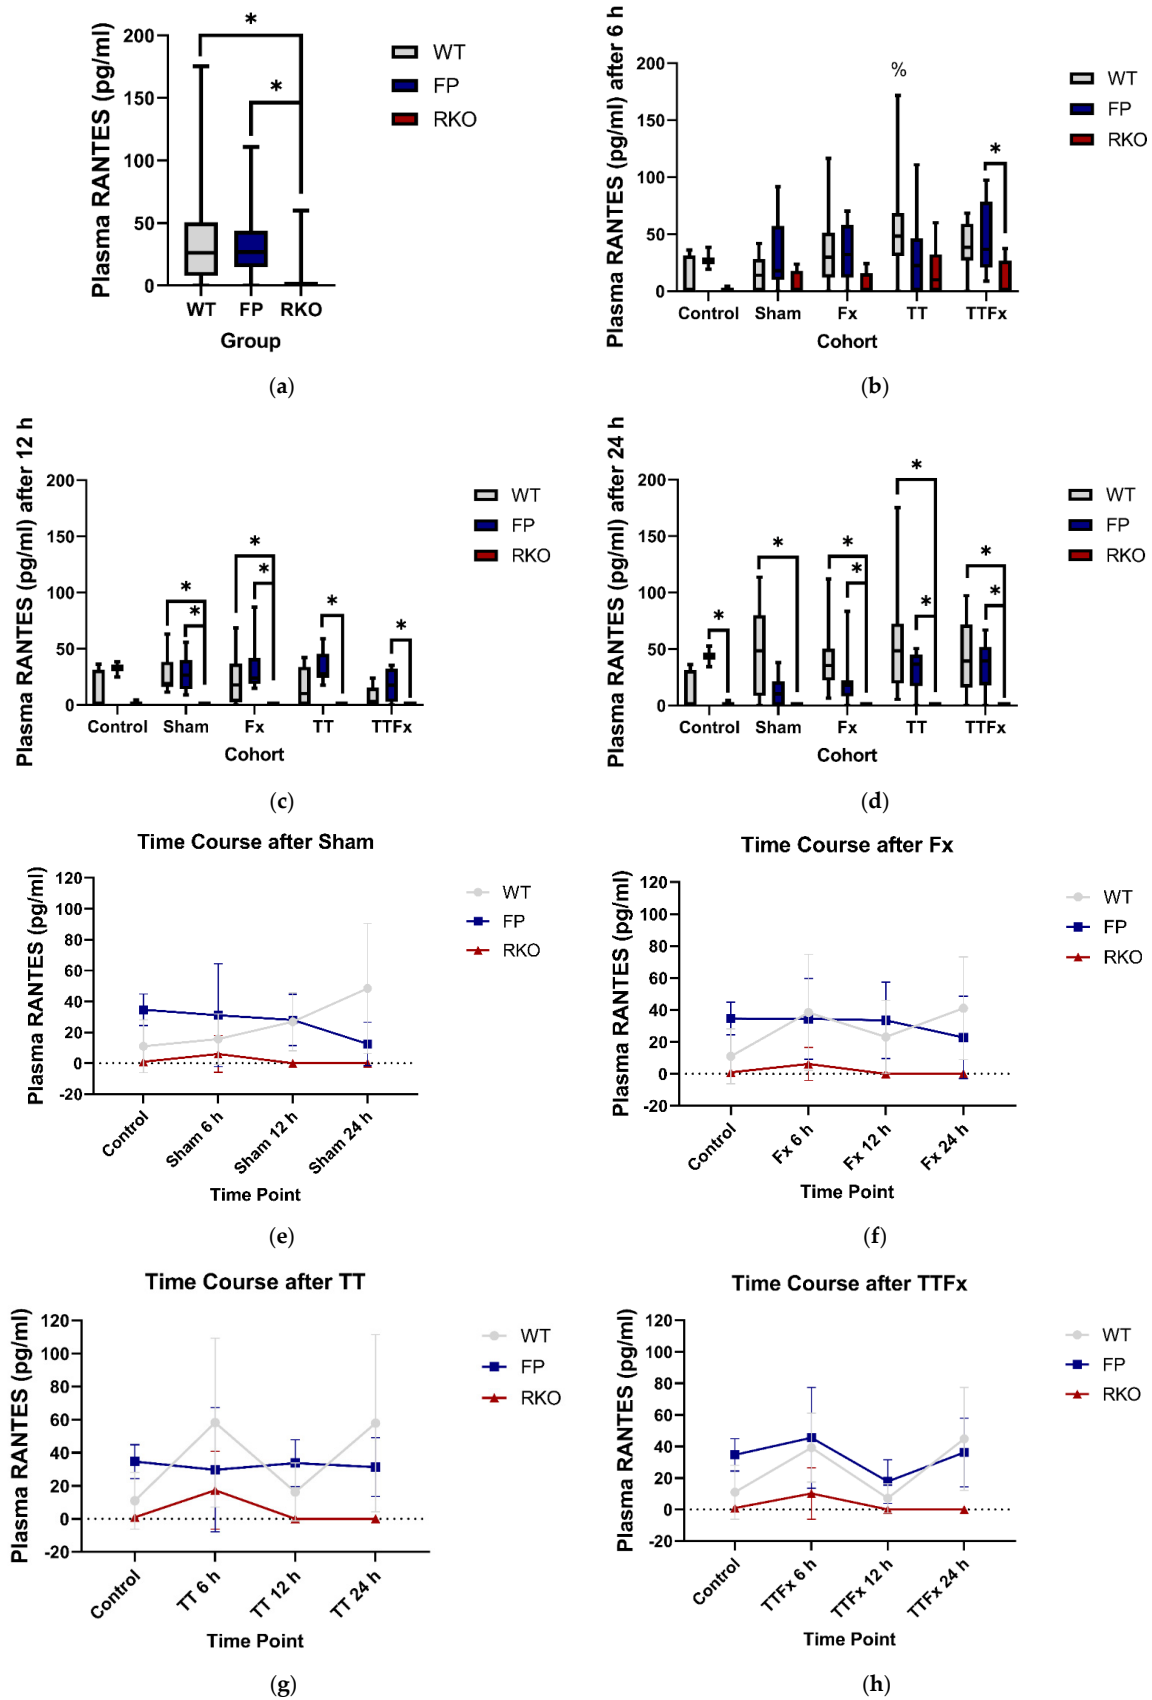 Plasma RANTES (pg/ml)
200
150
100
50
0
*
*
WT
FP
RKO
WT FP RKO
Group
(a)
Plasma RANTES (pg/ml) after 6 h
200
150
100
50
0
%
*
WT
FP
RKO
Control Sham Fx TT TTFx
Cohort
(b)
Plasma RANTES (pg/ml) after 12 h
200
150
100
50
0
* * * * * *
WT
FP
RKO
Control Sham Fx TT TTFx
Cohort
(c)
Plasma RANTES (pg/ml) after 24 h
200
150
100
50
0
* * * * * * * *
WT
FP
RKO
Control Sham Fx TT TTFx
Cohort
(d)
Time Course after Sham
Plasma RANTES (pg/ml)
120
100
80
60
40
20
0
-20
WT
FP
RKO
Control Sham 6 h Sham 12 h Sham 24 h
Time Point
(e)
Time Course after Fx
Plasma RANTES (pg/ml)
120
100
80
60
40
20
0
-20
WT
FP
RKO
Control Fx 6 h Fx 12 h Fx 24 h
Time Point
(f)
Time Course after TT
Plasma RANTES (pg/ml)
120
100
80
60
40
20
0
-20
WT
FP
RKO
Control TT 6 h TT 12 h TT 24 h
Time Point
(g)
Time Course after TTFx
Plasma RANTES (pg/ml)
120
100
80
60
40
20
0
-20
WT
FP
RKO
Control TTFx 6 h TTFx 12 h TTFx 24 h
Time Point
(h)